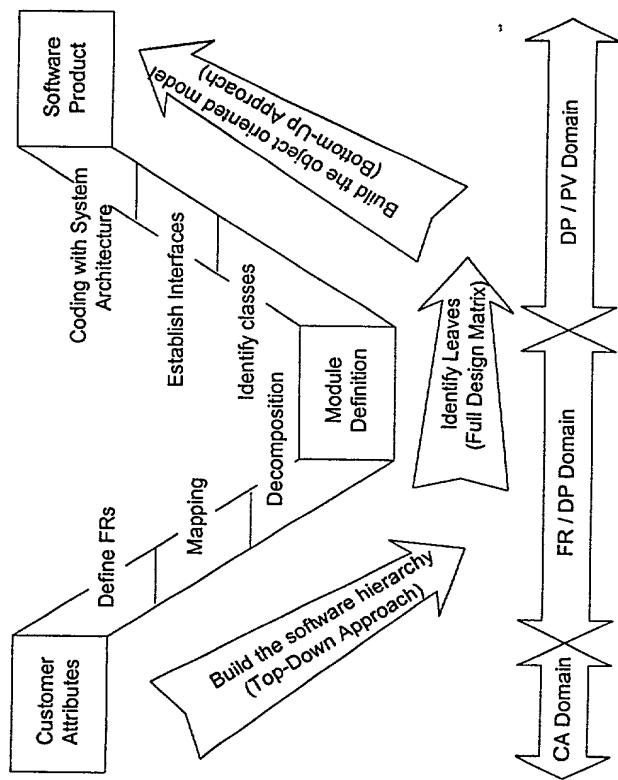 Customer
Attributes
Define FRs
Mapping
Decomposition
Module
Definition
Identify classes
Establish Interfaces
Coding with System
Architecture
Software
Product
Build the software hierarchy
(Top-Down Approach)
Identify Leaves
(Full Design Matrix)
Build the object oriented model
(Bottom-Up Approach)
CA Domain
FR / DP Domain
DP / PV Domain